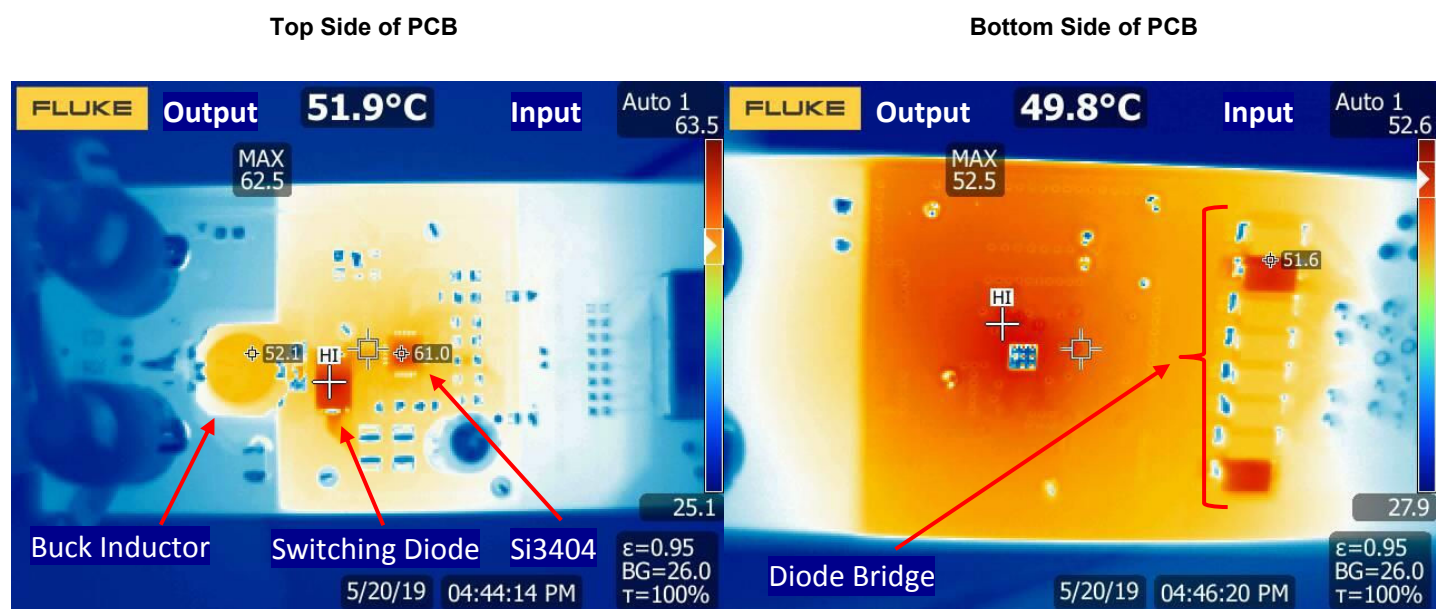 Top Side of PCB
Bottom Side of PCB
FLUKE
Output
51.9°C
Input
Auto 1
63.5
MAX
62.5
52.1
HI
61.0
25.1
Buck Inductor
Switching Diode
Si3404
ε=0.95
BG=26.0
τ=100%
5/20/19
04:44:14 PM
FLUKE
Output
49.8°C
Input
Auto 1
52.6
MAX
52.5
51.6
HI
27.9
Diode Bridge
ε=0.95
BG=26.0
τ=100%
5/20/19
04:46:20 PM